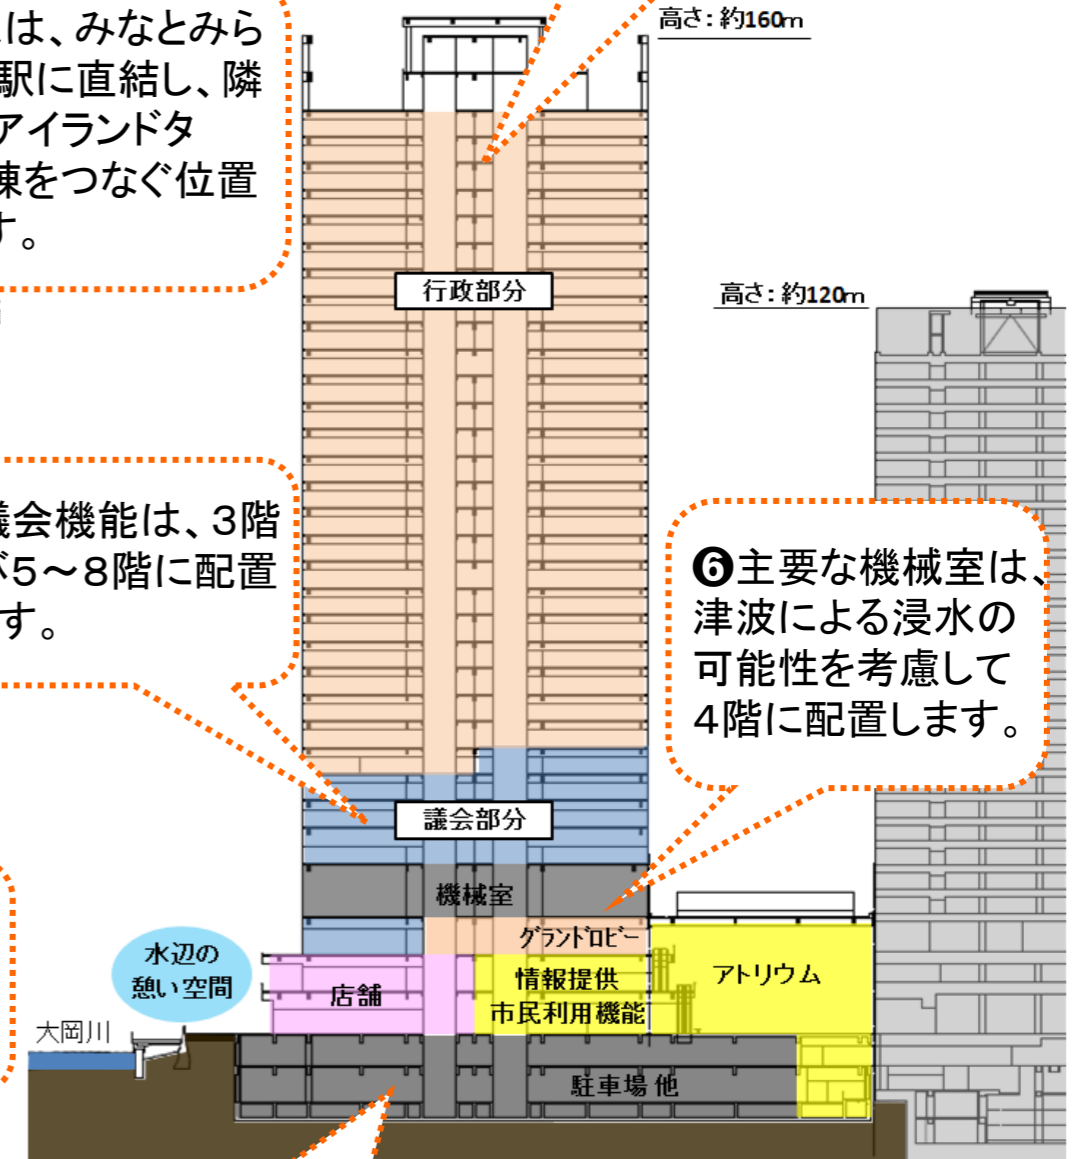 は、みなとみら
駅に直結し、隣
アイランドタ
棟をつなぐ位置
す。
高さ：約160m
行政部分
高さ：約120m
議会機能は、３階
５～８階に配置
す。
❻主要な機械室は、
津波による浸水の
可能性を考慮して
４階に配置します。
議会部分
機械室
グランドロビー
水辺の
憩い空間
店舗
情報提供
市民利用機能
アトリウム
大岡川
駐車場他